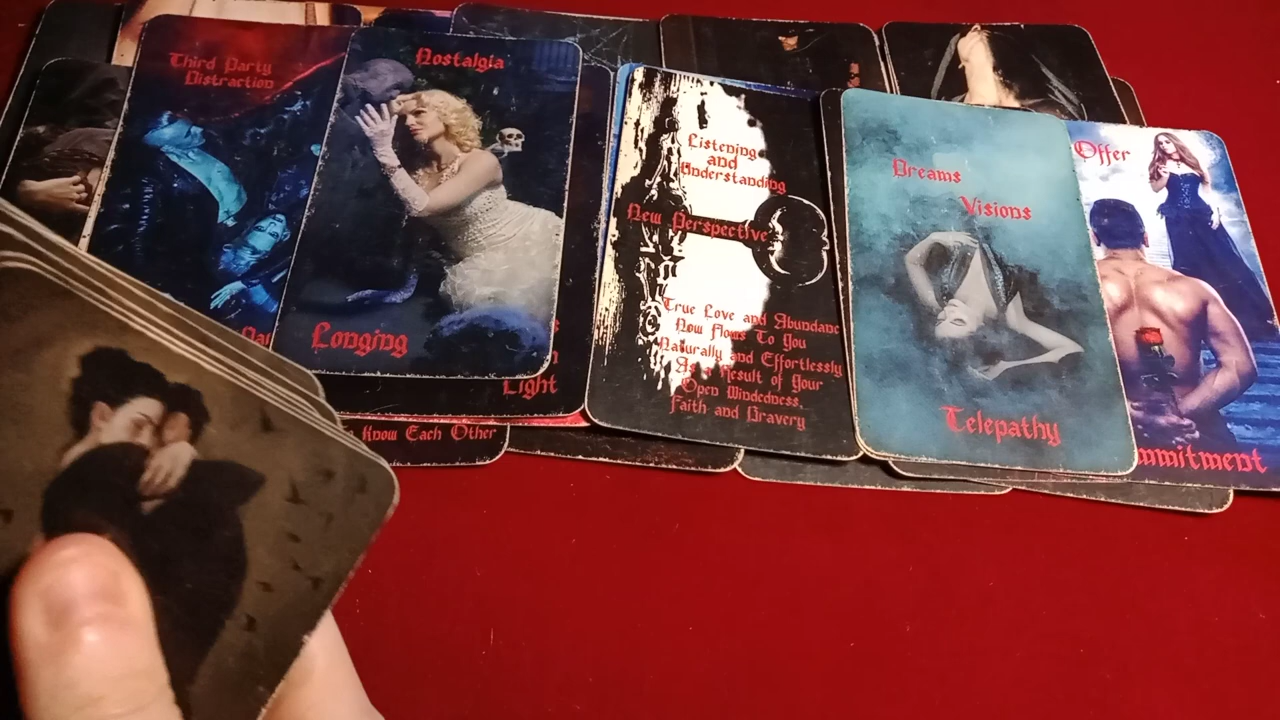 Third Party
Distraction
Nostalgia
Longing
Light
Know Each Other
Listening
and
Understanding
New Perspective
True Love and Abundance
Now Flows To You
Naturally and Effortlessly
As a Result of Your
Open Mindedness,
Faith and Bravery
Dreams
Visions
Telepathy
Offer
mmitment